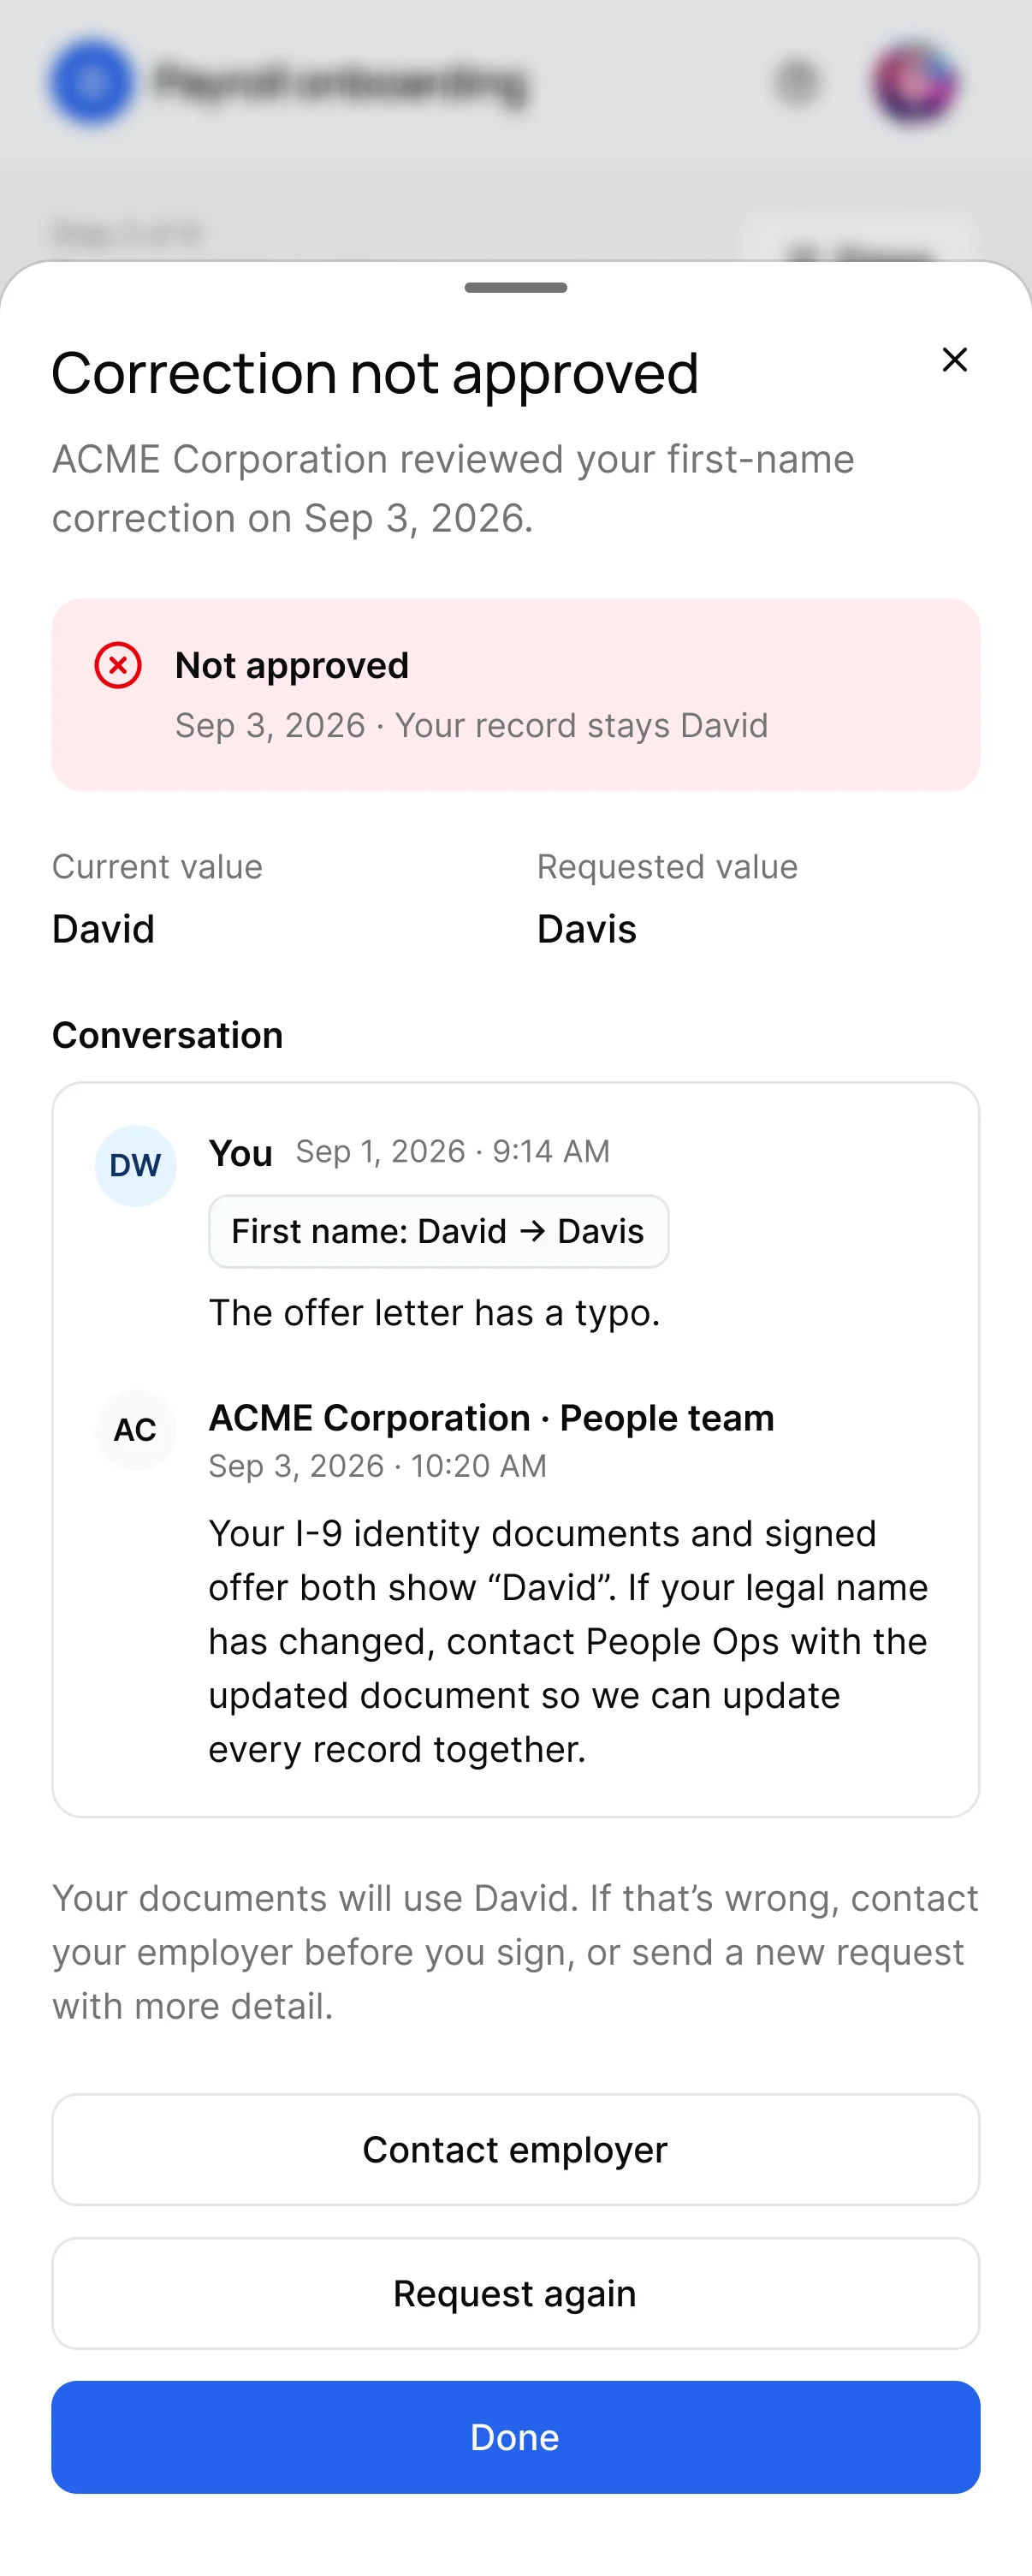 Payroll onboarding
Correction not approved
ACME Corporation reviewed your first-name
correction on Sep 3, 2026.
Not approved
Sep 3, 2026 · Your record stays David
Current value
Requested value
David
Davis
Conversation
DW
You Sep 1, 2026 · 9:14 AM
First name: David → Davis
The offer letter has a typo.
AC
ACME Corporation · People team
Sep 3, 2026 · 10:20 AM
Your I-9 identity documents and signed
offer both show “David”. If your legal name
has changed, contact People Ops with the
updated document so we can update
every record together.
Your documents will use David. If that’s wrong, contact
your employer before you sign, or send a new request
with more detail.
Contact employer
Request again
Done